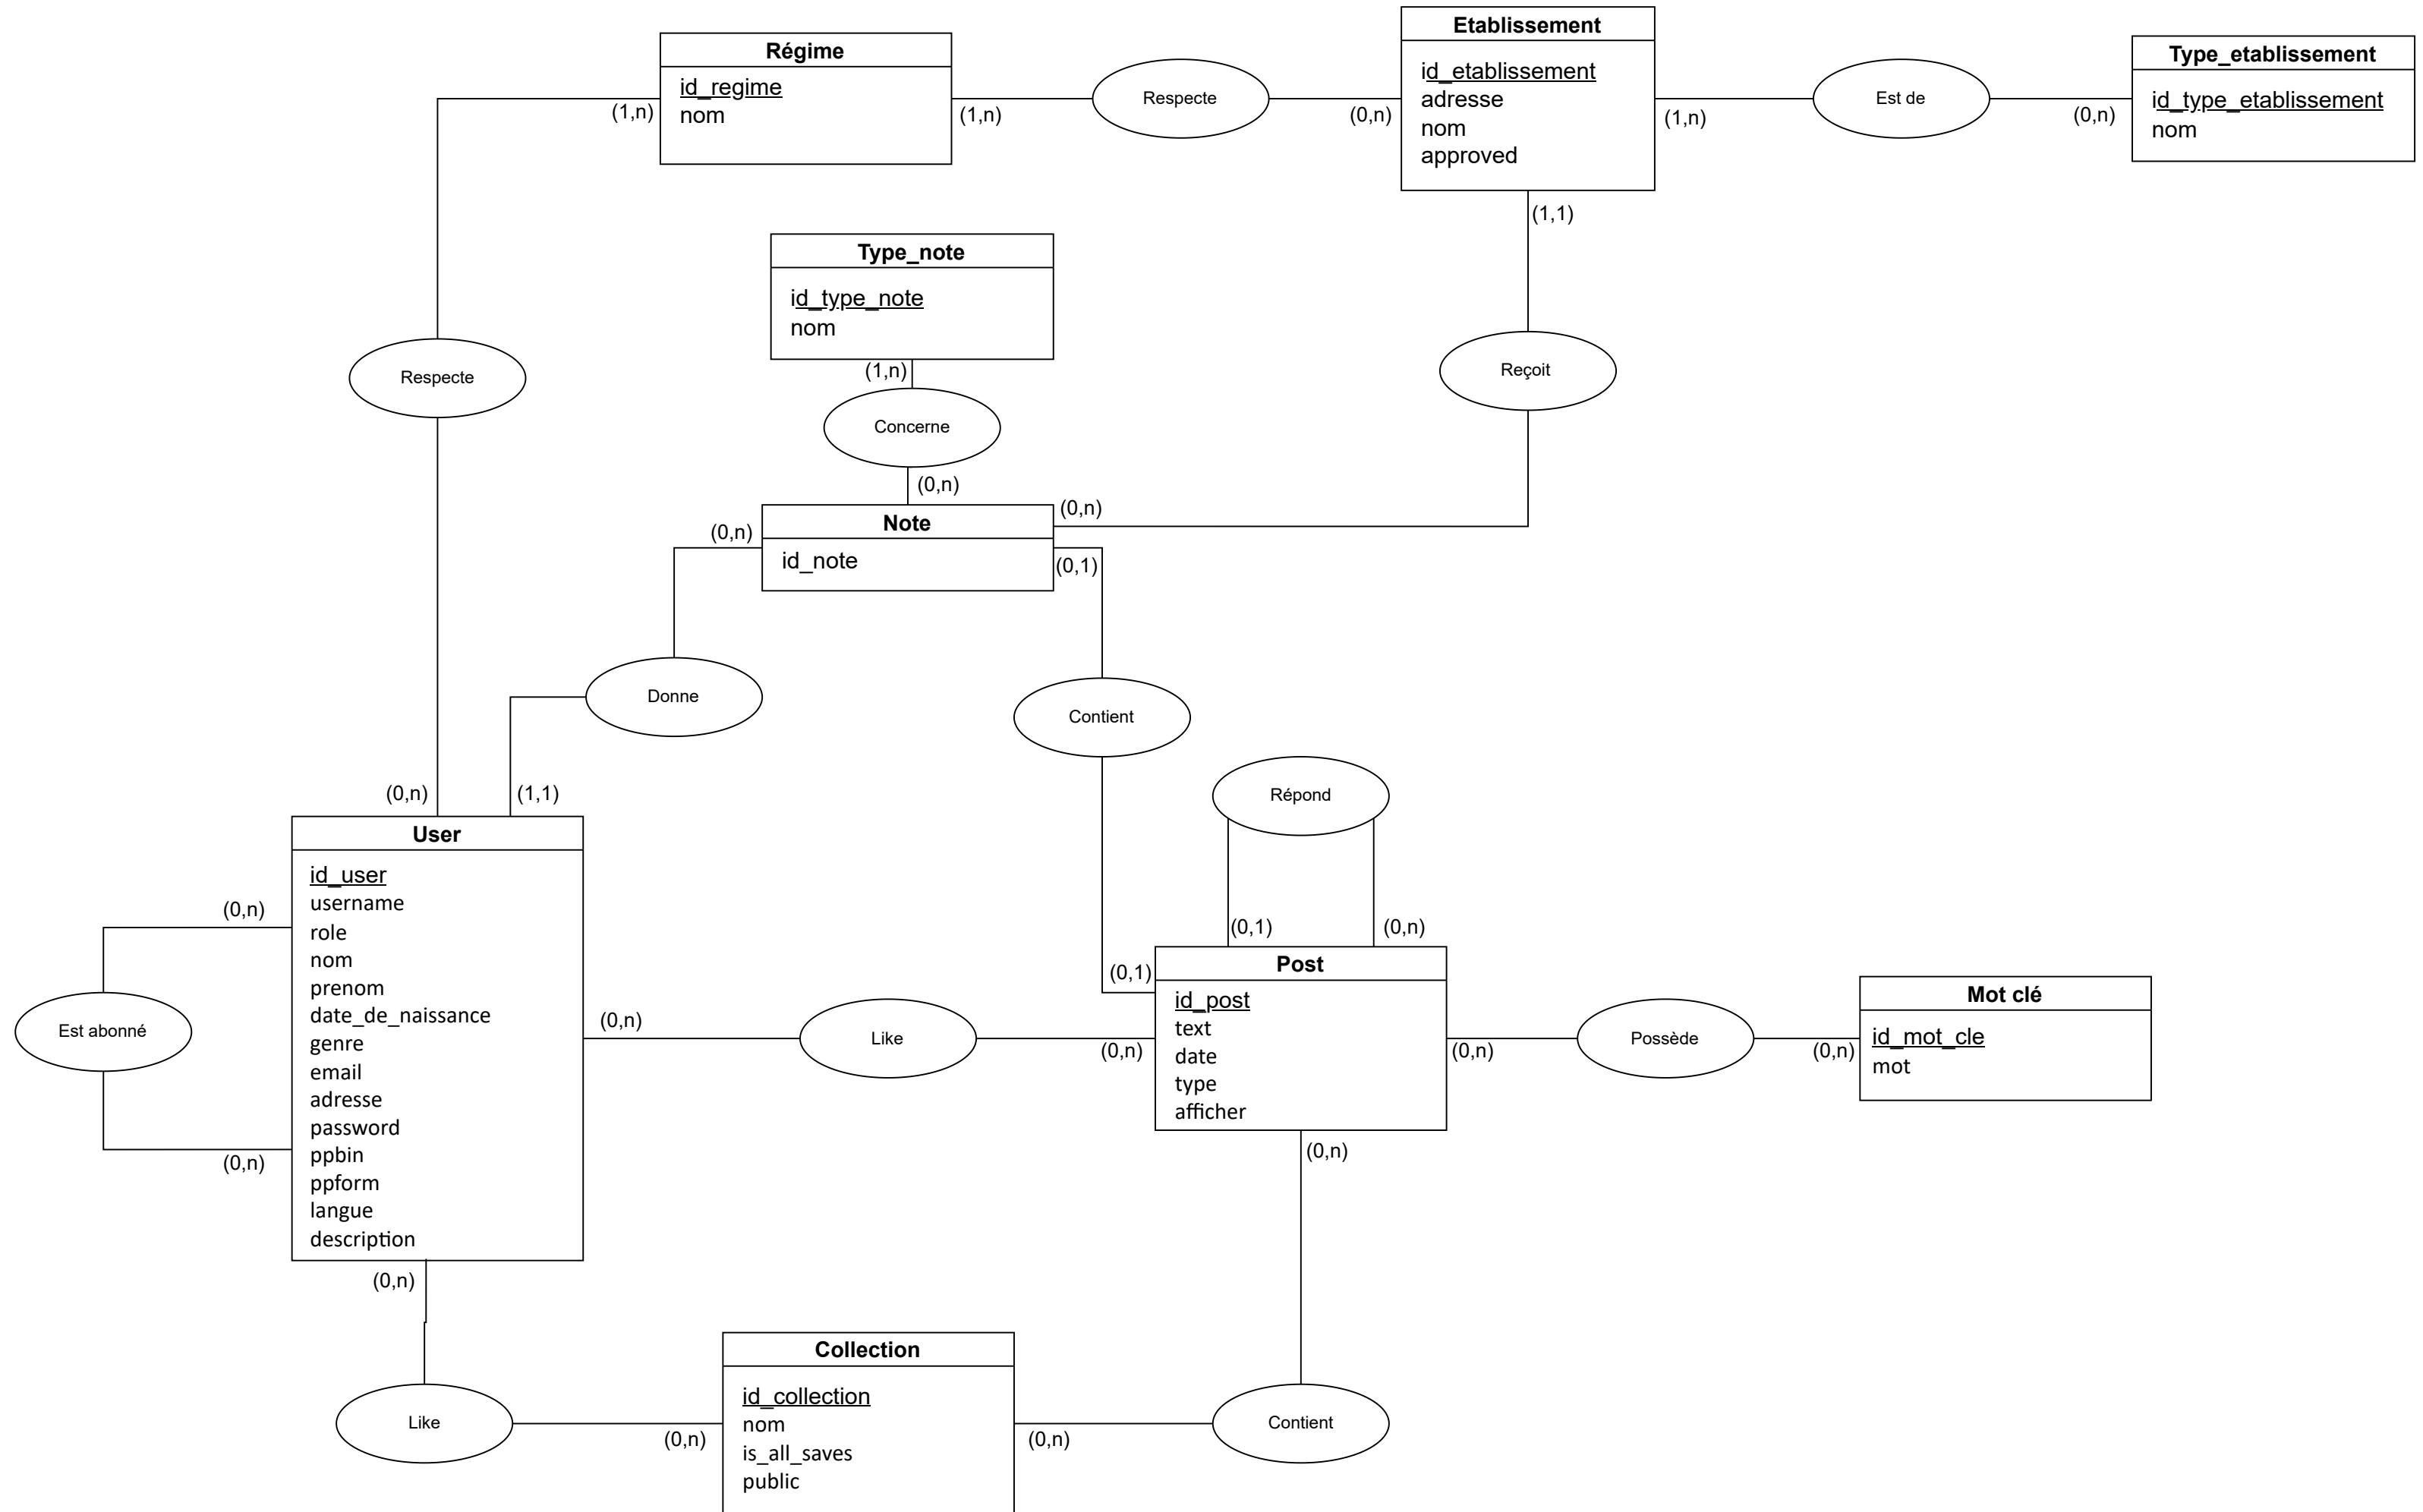 Etablissement
id_etablissement
adresse
nom
approved
Régime
id_regime
nom
Type_etablissement
id_type_etablissement
nom
(1,n)
(1,n)
Respecte
(0,n)
(1,n)
Est de
(0,n)
(1,1)
Type_note
id_type_note
nom
(1,n)
Respecte
Reçoit
Concerne
(0,n)
Note
id_note
(0,n)
(0,n)
(0,1)
Donne
Contient
Répond
(0,n)
(1,1)
User
id_user
username
role
nom
prenom
date_de_naissance
genre
email
adresse
password
ppbin
ppform
langue
description
(0,n)
Est abonné
(0,n)
(0,n)
Like
(0,n)
(0,1)
(0,n)
(0,1)
Post
id_post
text
date
type
afficher
(0,n)
Possède
(0,n)
Mot clé
id_mot_cle
mot
(0,n)
(0,n)
Like
(0,n)
Collection
id_collection
nom
is_all_saves
public
(0,n)
Contient